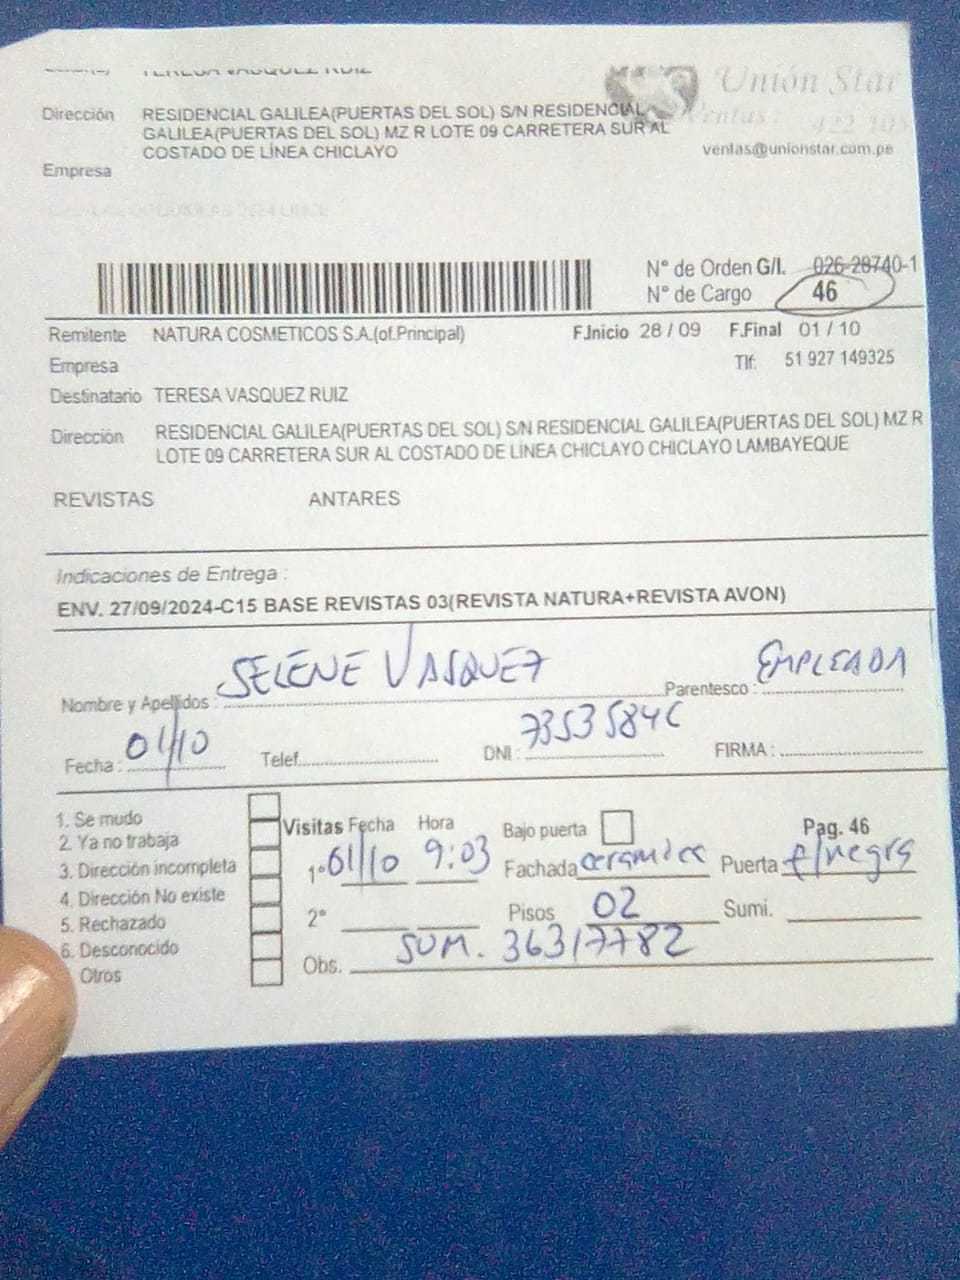 TERESA VASQUEZ RUIZ
Unión Star
Dirección RESIDENCIAL GALILEA(PUERTAS DEL SOL) S/N RESIDENCIAL
GALILEA(PUERTAS DEL SOL) MZ R LOTE 09 CARRETERA SUR AL
COSTADO DE LÍNEA CHICLAYO
Ventas :
ventas@unionstar.com.pe
Empresa
N° de Orden G/I. 026-28740-1
N° de Cargo 46
Remitente NATURA COSMETICOS S.A.(of.Principal) F.Inicio 28 / 09 F.Final 01 / 10
Empresa Tlf. 51 927 149325
Destinatario TERESA VASQUEZ RUIZ
Dirección RESIDENCIAL GALILEA(PUERTAS DEL SOL) S/N RESIDENCIAL GALILEA(PUERTAS DEL SOL) MZ R
LOTE 09 CARRETERA SUR AL COSTADO DE LÍNEA CHICLAYO CHICLAYO LAMBAYEQUE
REVISTAS ANTARES
Indicaciones de Entrega :
ENV. 27/09/2024-C15 BASE REVISTAS 03(REVISTA NATURA+REVISTA AVON)
Nombre y Apellidos : SELENE VASQUEZ Parentesco : EMPLEADA
Fecha : 01/10 Telef. DNI : 73535846 FIRMA :
1. Se mudo
2. Ya no trabaja
3. Dirección incompleta
4. Dirección No existe
5. Rechazado
6. Desconocido
Otros
Visitas Fecha Hora Bajo puerta Pag. 46
1° 01/10 9:03 Fachada ceramica Puerta f/negra
2° Pisos 02 Sumi.
Obs. SUM. 36317782